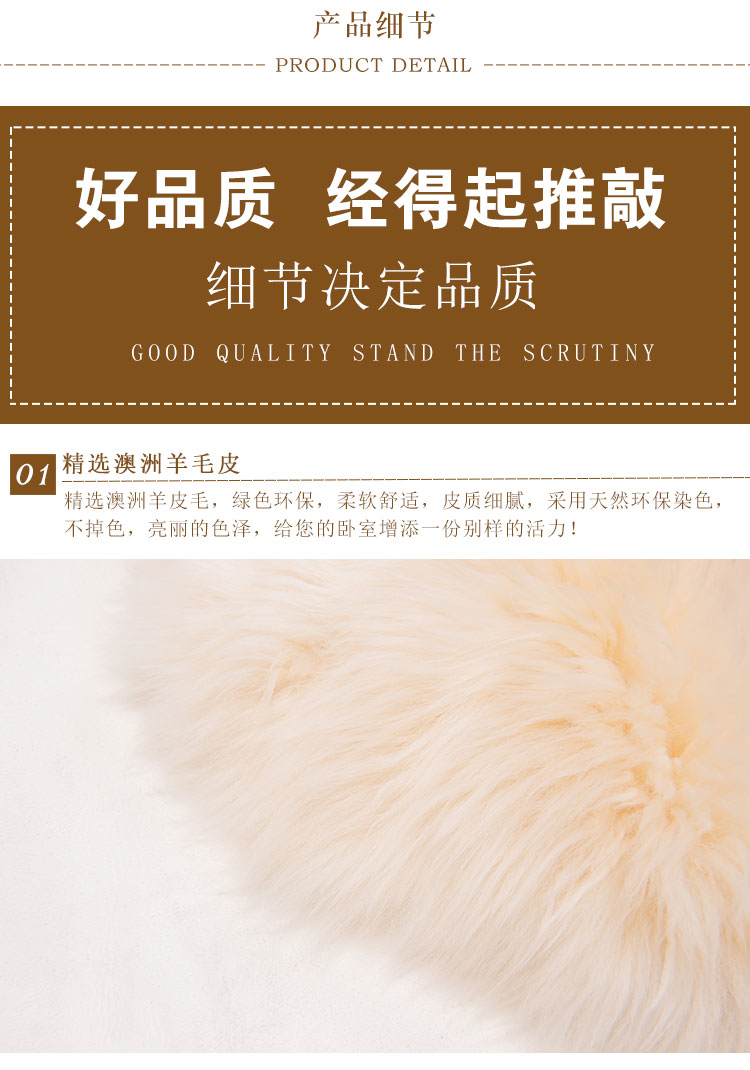 产品细节
PRODUCT DETAIL
好品质 经得起推敲
细节决定品质
GOOD QUALITY STAND THE SCRUTINY
01
精选澳洲羊毛皮
精选澳洲羊皮毛，绿色环保，柔软舒适，皮质细腻，采用天然环保染色，
不掉色，亮丽的色泽，给您的卧室增添一份别样的活力！